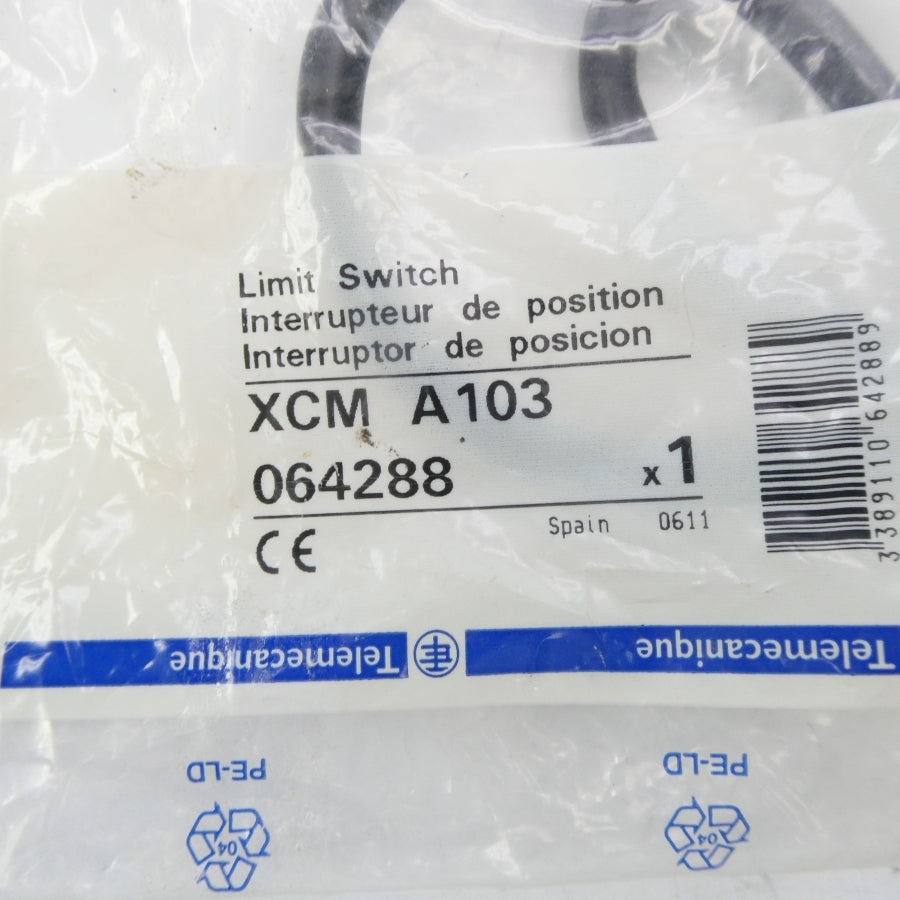 Limit Switch
Interrupteur de position
Interruptor de posicion
XCM A103
064288 x1
Spain 0611
CE
3 389110 642889
Telemecanique Telemecanique
PE-LD PE-LD
04 04